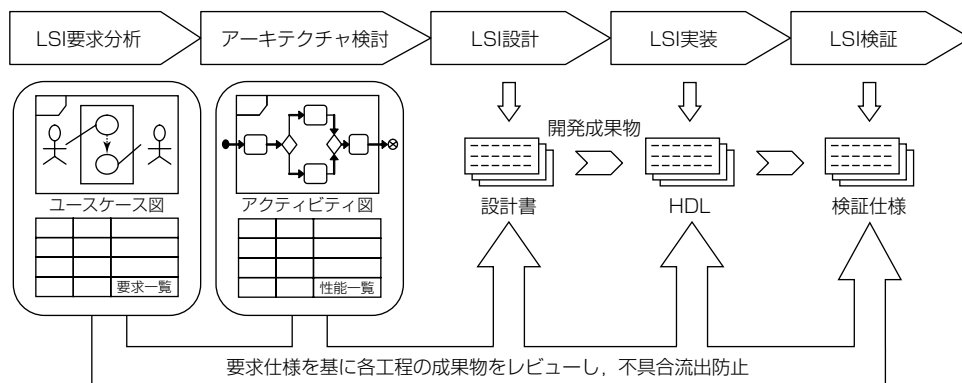 LSI要求分析
アーキテクチャ検討
LSI設計
LSI実装
LSI検証
開発成果物
ユースケース図
アクティビティ図
設計書
HDL
検証仕様
要求一覧
性能一覧
要求仕様を基に各工程の成果物をレビューし，不具合流出防止